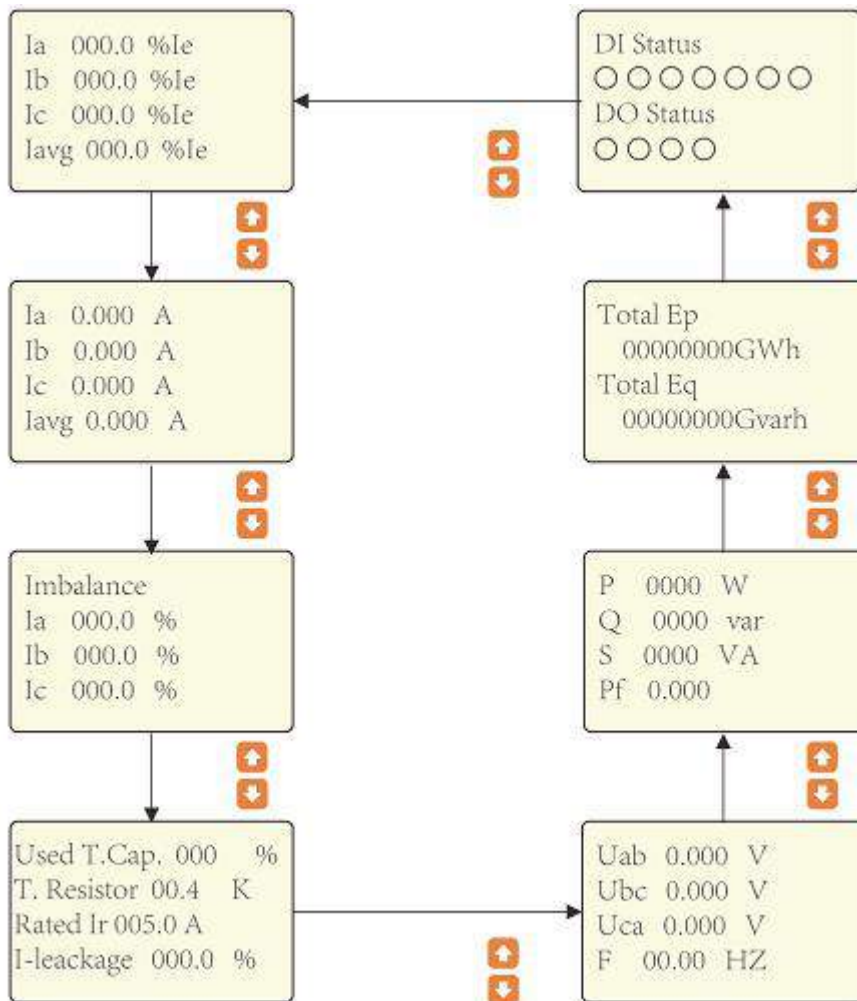 Ia 000.0 %Ie
Ib 000.0 %Ie
Ic 000.0 %Ie
Iavg 000.0 %Ie
Ia 0.000 A
Ib 0.000 A
Ic 0.000 A
Iavg 0.000 A
Imbalance
Ia 000.0 %
Ib 000.0 %
Ic 000.0 %
Used T.Cap. 000 %
T. Resistor 00.4 K
Rated Ir 005.0 A
I-leackage 000.0 %
Uab 0.000 V
Ubc 0.000 V
Uca 0.000 V
F 00.00 HZ
P 0000 W
Q 0000 var
S 0000 VA
Pf 0.000
Total Ep
00000000GWh
Total Eq
00000000Gvarh
DI Status
DO Status